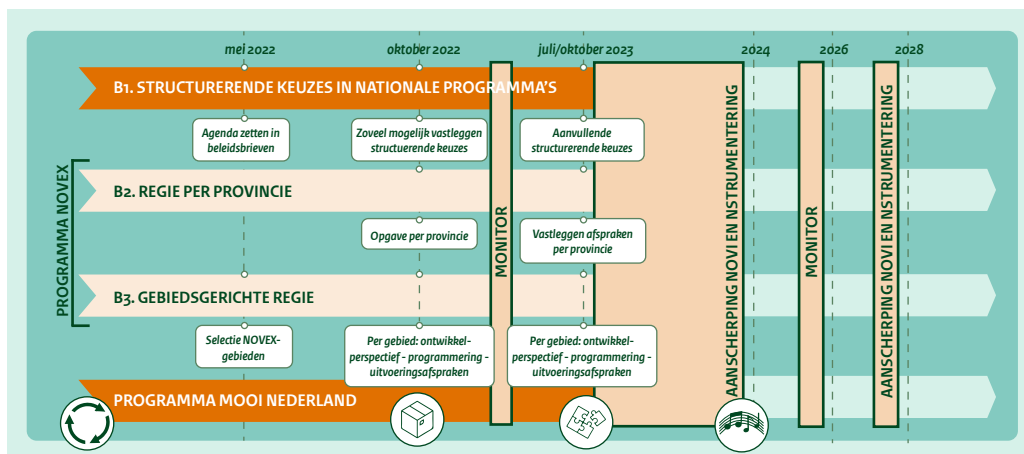 mei 2022
oktober 2022
juli/oktober 2023
2024
2026
2028
B1. STRUCTURERENDE KEUZES IN NATIONALE PROGRAMMA'S
Agenda zetten in
beleidsbrieven
Zoveel mogelijk vastleggen
structuerende keuzes
Aanvullende
structurerende keuzes
PROGRAMMA NOVEX
B2. REGIE PER PROVINCIE
Opgave per provincie
Vastleggen afspraken
per provincie
B3. GEBIEDSGERICHTE REGIE
Selectie NOVEX-
gebieden
Per gebied: ontwikkel-
perspectief - programmering -
uitvoeringsafspraken
Per gebied: ontwikkel-
perspectief - programmering -
uitvoeringsafspraken
PROGRAMMA MOOI NEDERLAND
MONITOR
AANSCHERPING NOVI EN NSTRUMENTERING
MONITOR
AANSCHERPING NOVI EN NSTRUMENTERING